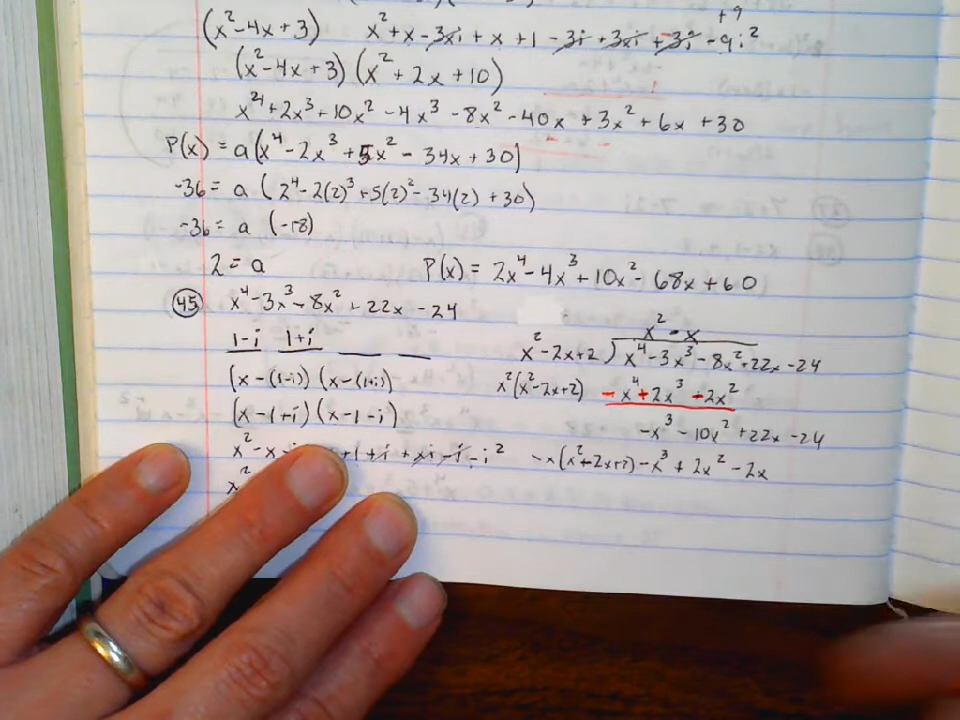 +9
(x² - 4x + 3) x² + x - 3xi + x + 1 - 3i + 3xi + 3i - 9i²
(x² - 4x + 3)(x² + 2x + 10)
x⁴ + 2x³ + 10x² - 4x³ - 8x² - 40x + 3x² + 6x + 30
P(x) = a(x⁴ - 2x³ + 5x² - 34x + 30)
-36 = a (2⁴ - 2(2)³ + 5(2)² - 34(2) + 30)
-36 = a (-18)
2 = a P(x) = 2x⁴ - 4x³ + 10x² - 68x + 60
45 x⁴ - 3x³ - 8x² + 22x - 24
x² - x
1-i 1+i x² - 2x + 2 ) x⁴ - 3x³ - 8x² + 22x - 24
(x - (1-i)) (x - (1+i)) x²(x² - 2x + 2) - x⁴ + 2x³ - 2x²
(x - 1 + i)(x - 1 - i) -x³ - 10x² + 22x - 24
x² - x - +1 + i + xi - i - i² -x(x² - 2x + 2) - x³ + 2x² - 2x
x²